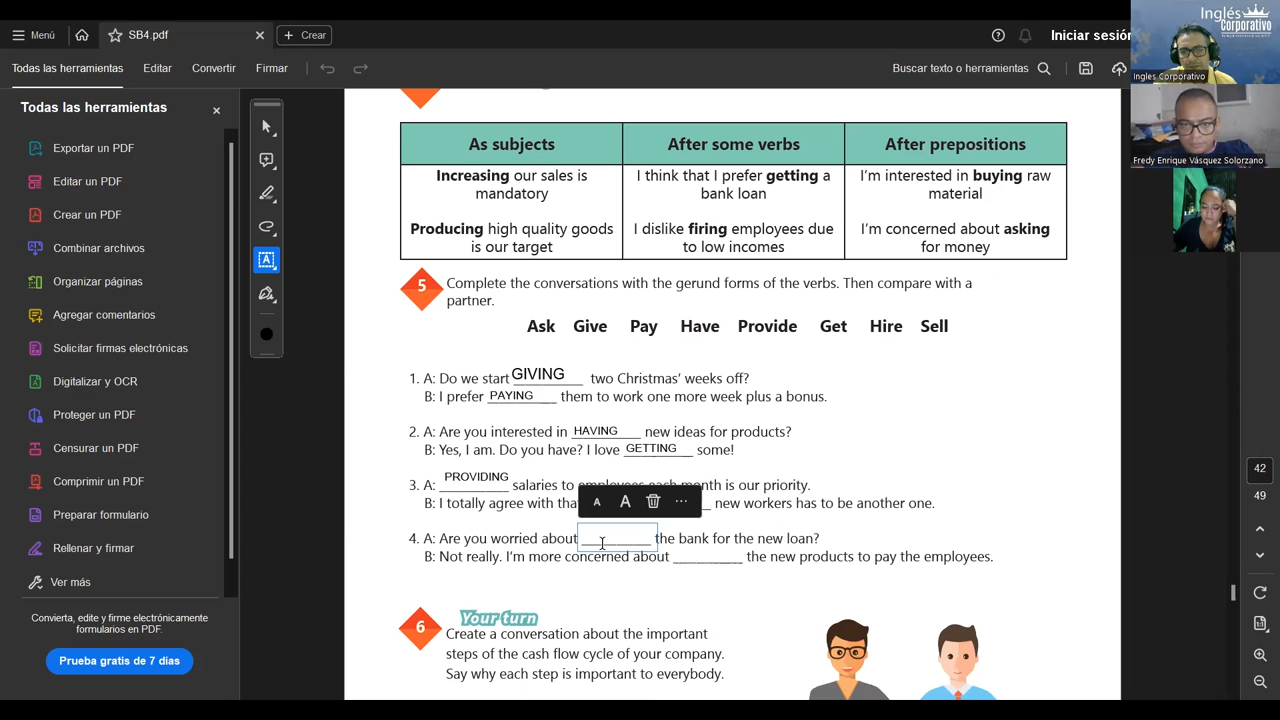 Menú
SB4.pdf
Crear
Iniciar sesión
Todas las herramientas
Editar
Convertir
Firmar
Buscar texto o herramientas
Todas las herramientas
Exportar un PDF
Editar un PDF
Crear un PDF
Combinar archivos
Organizar páginas
Agregar comentarios
Solicitar firmas electrónicas
Digitalizar y OCR
Proteger un PDF
Censurar un PDF
Comprimir un PDF
Preparar formulario
Rellenar y firmar
Ver más
Convierta, edite y firme electrónicamente
formularios en PDF.
Prueba gratis de 7 días
As subjects
After some verbs
After prepositions
Increasing our sales is
mandatory
I think that I prefer getting a
bank loan
I'm interested in buying raw
material
Producing high quality goods
is our target
I dislike firing employees due
to low incomes
I'm concerned about asking
for money
5
Complete the conversations with the gerund forms of the verbs. Then compare with a
partner.
Ask Give Pay Have Provide Get Hire Sell
1. A: Do we start GIVING two Christmas' weeks off?
B: I prefer PAYING them to work one more week plus a bonus.
2. A: Are you interested in HAVING new ideas for products?
B: Yes, I am. Do you have? I love GETTING some!
3. A: PROVIDING salaries to employees each month is our priority.
B: I totally agree with that new workers has to be another one.
4. A: Are you worried about __________ the bank for the new loan?
B: Not really. I'm more concerned about __________ the new products to pay the employees.
6
Your turn
Create a conversation about the important
steps of the cash flow cycle of your company.
Say why each step is important to everybody.
42
49
Inglés
Corporativo
Ingles Corporativo
Fredy Enrique Vásquez Solorzano